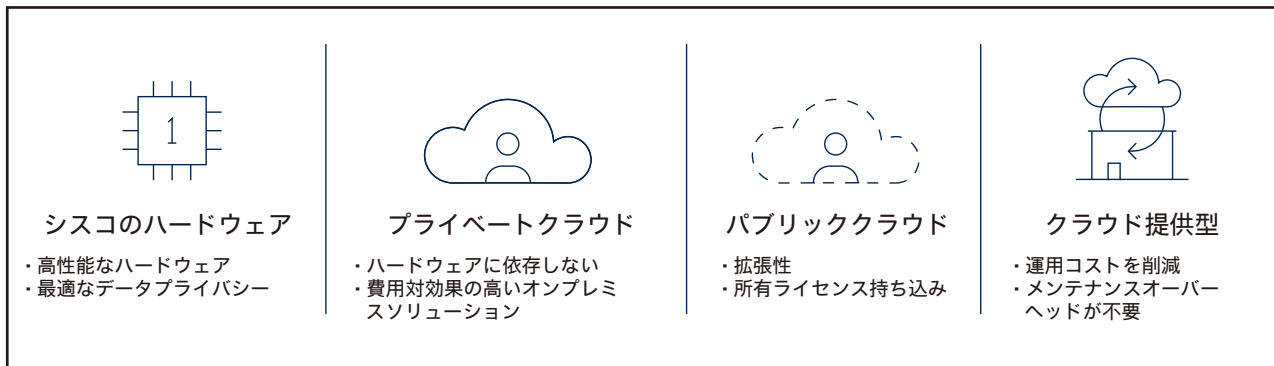 1
シスコのハードウェア
・高性能なハードウェア
・最適なデータプライバシー
プライベートクラウド
・ハードウェアに依存しない
・費用対効果の高いオンプレミ
スソリューション
パブリッククラウド
・拡張性
・所有ライセンス持ち込み
クラウド提供型
・運用コストを削減
・メンテナンスオーバー
ヘッドが不要